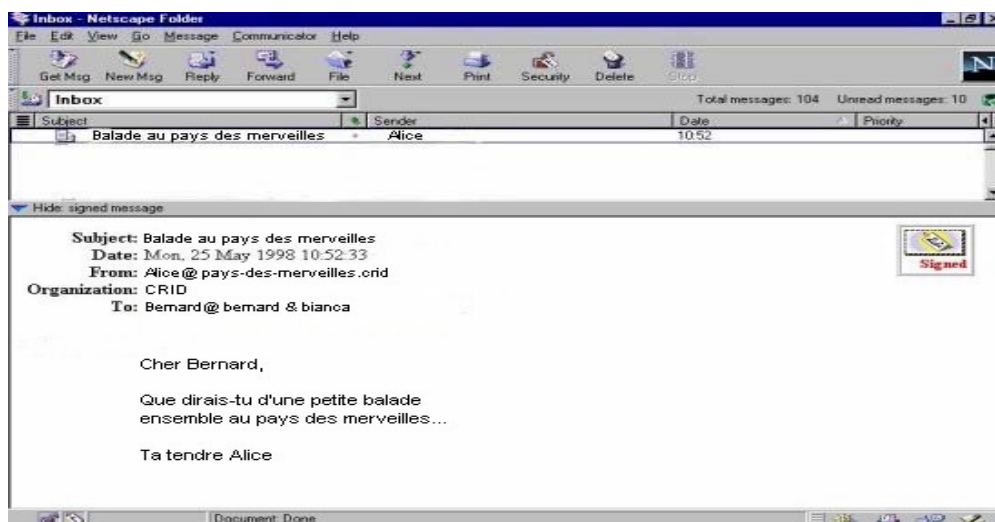 Inbox - Netscape Folder
File Edit View Go Message Communicator Help
Get Msg New Msg Reply Forward File Next Print Security Delete Stop
N
Inbox Total messages: 104 Unread messages: 10
Subject Sender Date Priority
Balade au pays des merveilles Alice 10:52
Hide: signed message
Subject: Balade au pays des merveilles
Date: Mon, 25 May 1998 10:52:33
From: Alice@pays-des-merveilles.crid
Organization: CRID
To: Bernard@bernard & bianca
Signed
Cher Bernard,
Que dirais-tu d'une petite balade
ensemble au pays des merveilles...
Ta tendre Alice
Document: Done